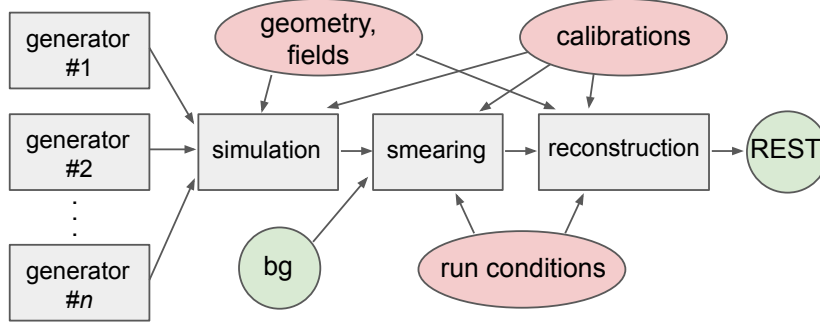 generator
#1
geometry,
fields
calibrations
generator
#2
simulation
smearing
reconstruction
REST
.
.
.
generator
#n
bg
run conditions